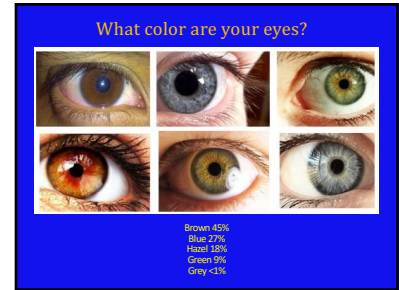 What color are your eyes?
Brown 45%
Blue 27%
Hazel 18%
Green 9%
Grey <1%